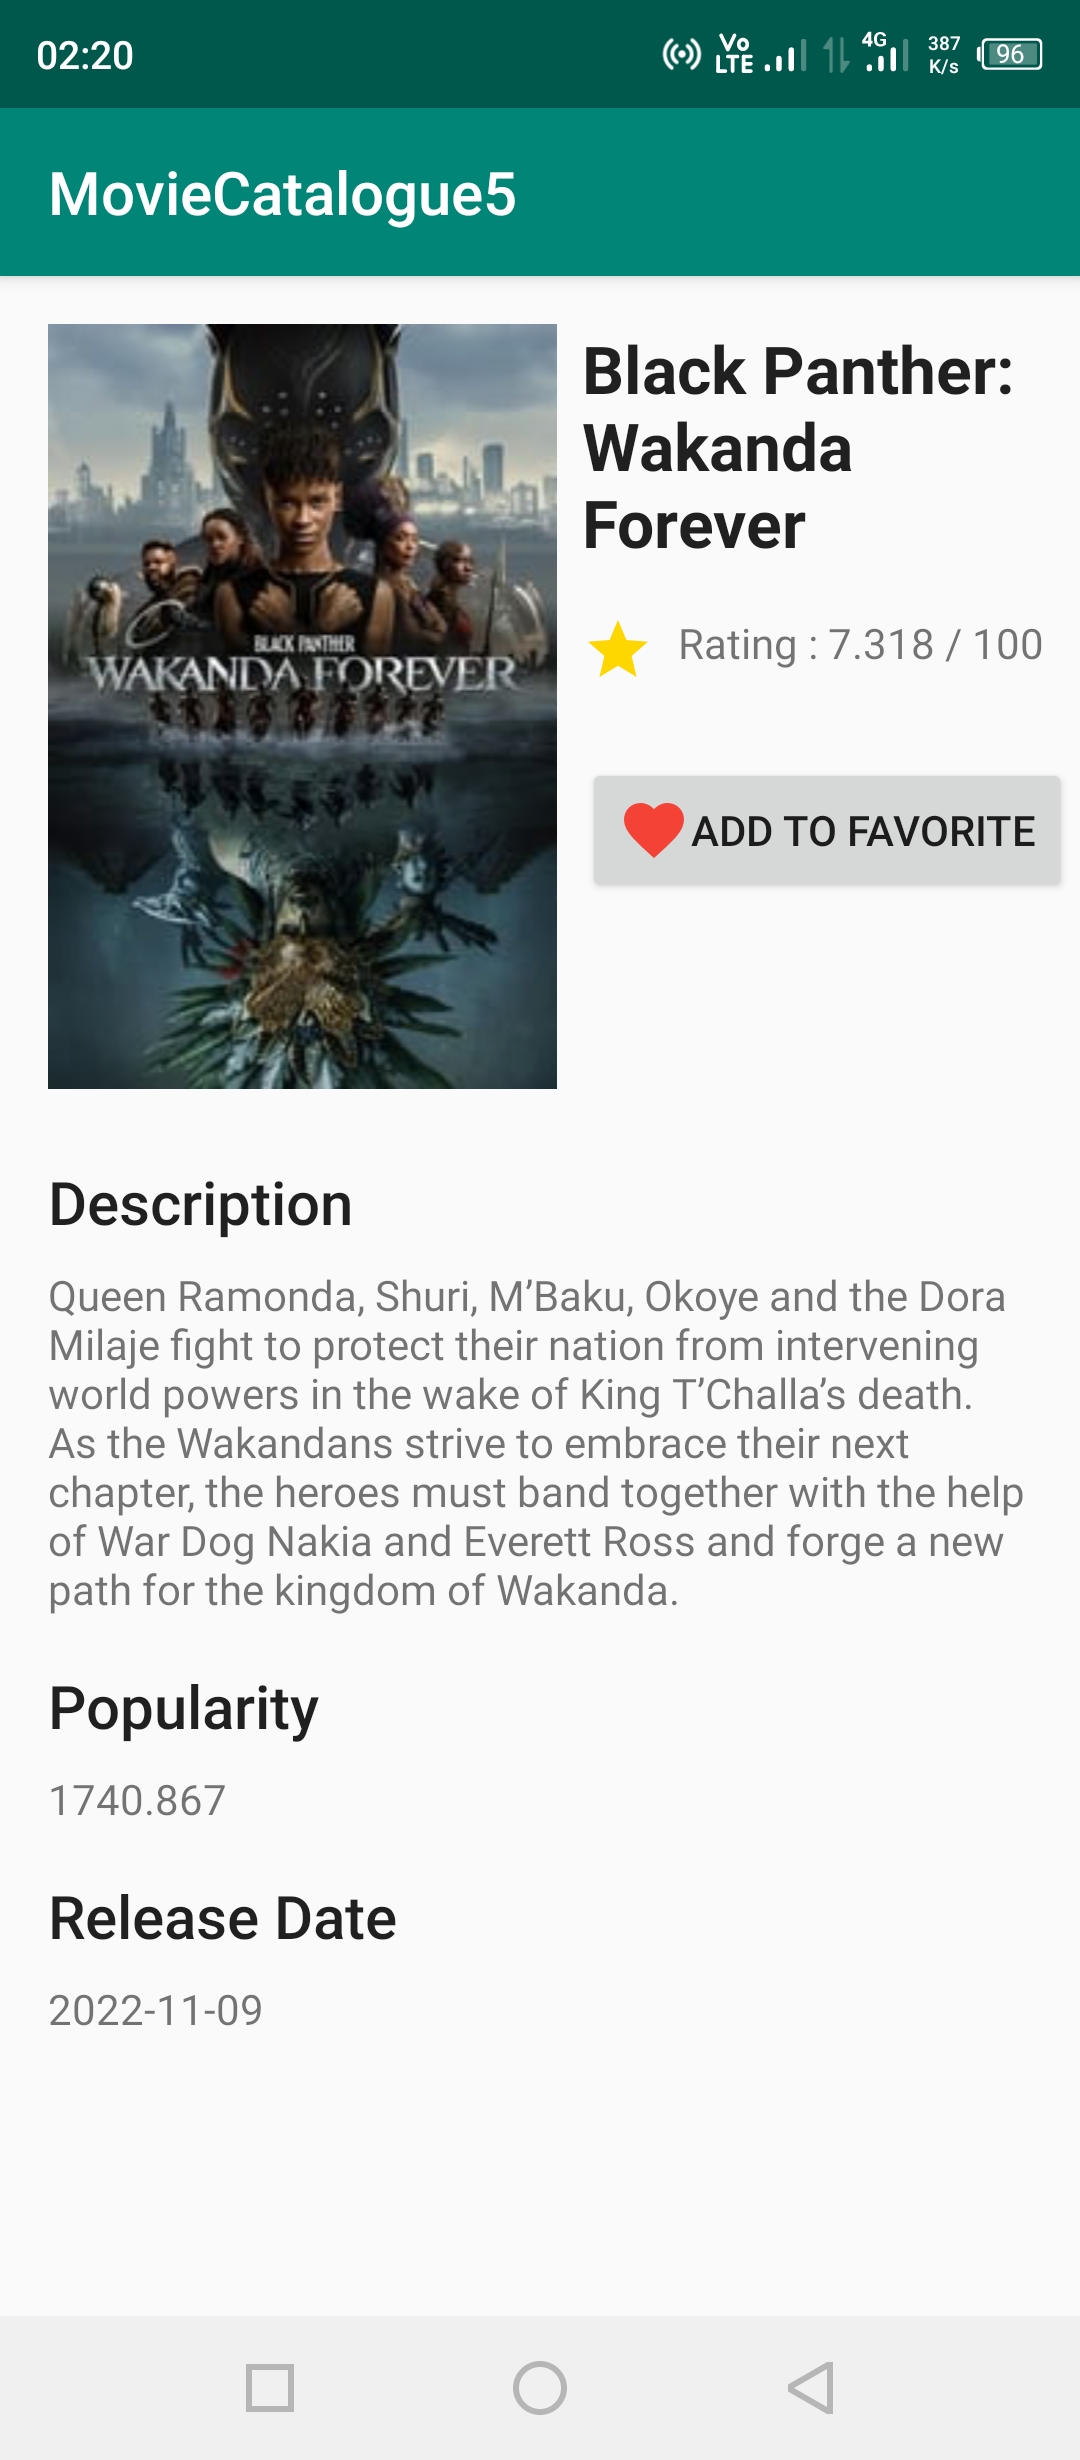 02:20
Vo LTE 4G 387 K/s 96
MovieCatalogue5
Black Panther:
Wakanda
Forever
BLACK PANTHER
WAKANDA FOREVER
Rating : 7.318 / 100
ADD TO FAVORITE
Description
Queen Ramonda, Shuri, M’Baku, Okoye and the Dora
Milaje fight to protect their nation from intervening
world powers in the wake of King T’Challa’s death.
As the Wakandans strive to embrace their next
chapter, the heroes must band together with the help
of War Dog Nakia and Everett Ross and forge a new
path for the kingdom of Wakanda.
Popularity
1740.867
Release Date
2022-11-09